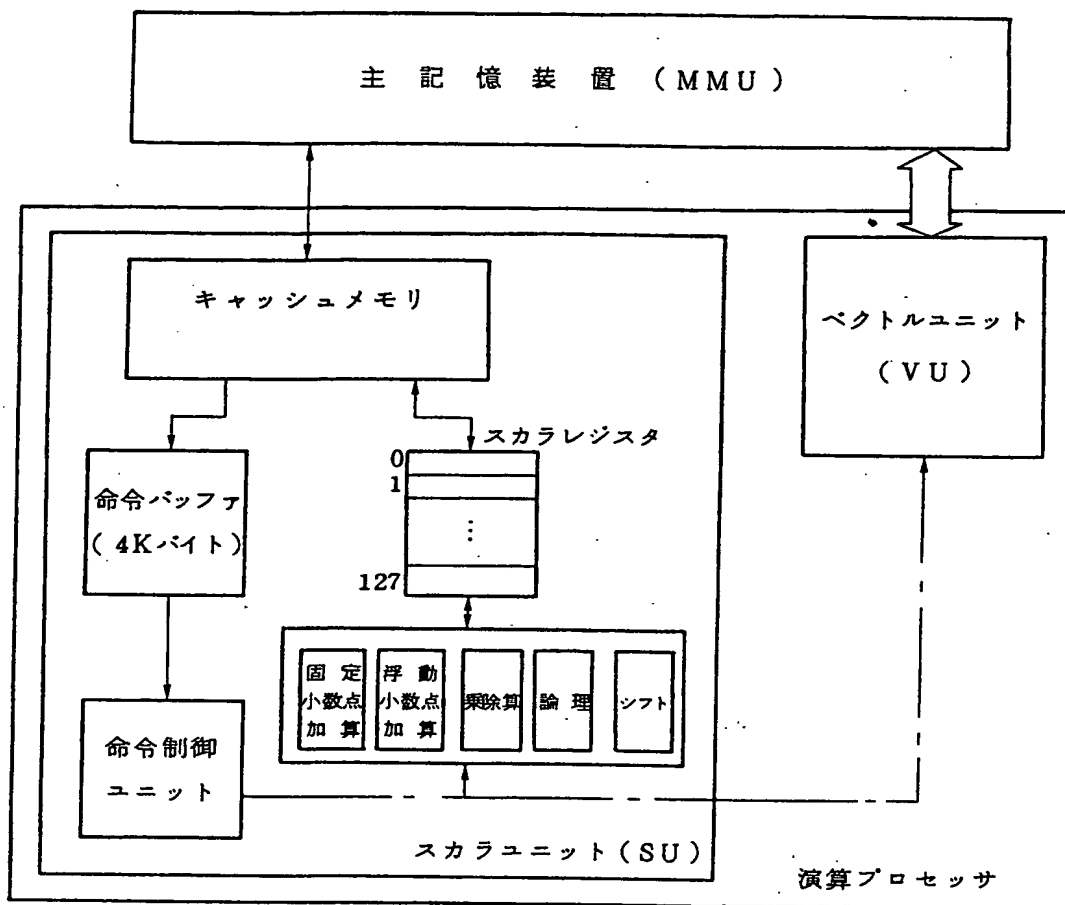 主記憶装置（MMU）
キャッシュメモリ
ベクトルユニット
（VU）
スカラレジスタ
0
1
⋮
127
命令バッファ
（4Kバイト）
固定
小数点
加算
浮動
小数点
加算
乗除算
論理
シフト
命令制御
ユニット
スカラユニット（SU）
演算プロセッサ